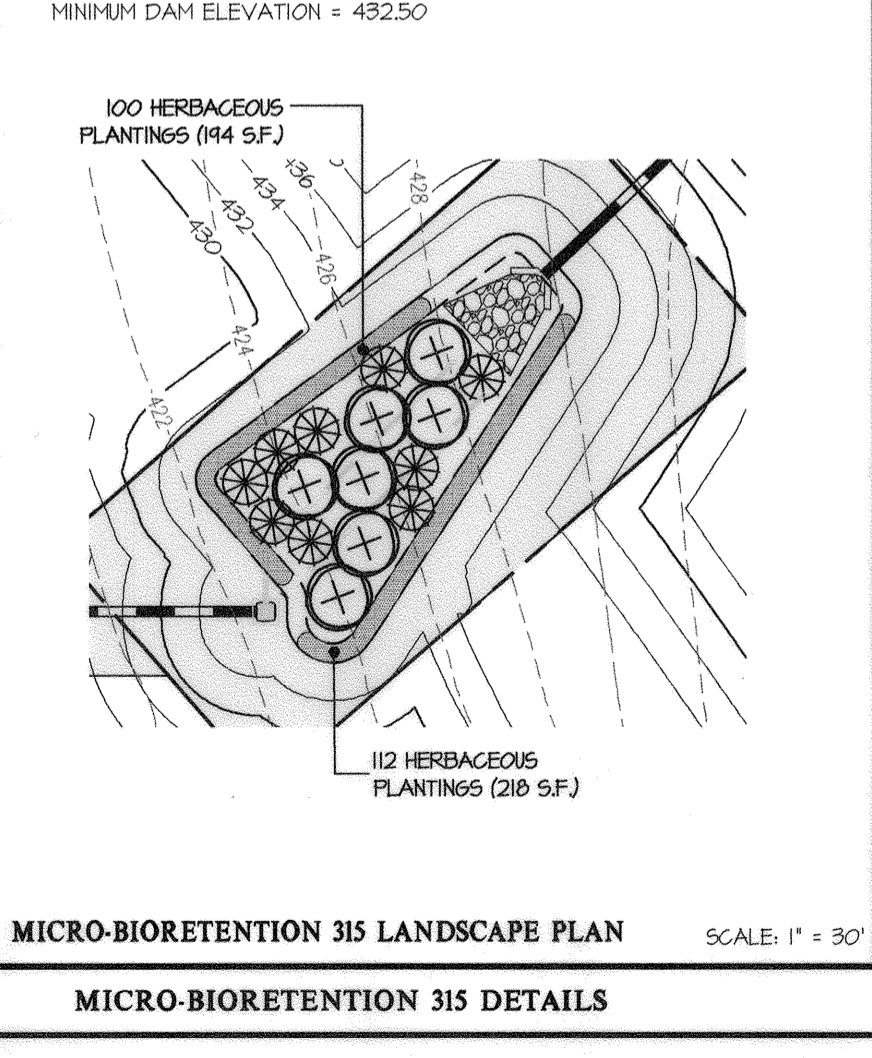 MINIMUM DAM ELEVATION = 432.50
100 HERBACEOUS
PLANTINGS (194 S.F.)
436
434
432
430
428
426
424
422
112 HERBACEOUS
PLANTINGS (218 S.F.)
MICRO-BIORETENTION 315 LANDSCAPE PLAN
SCALE: 1" = 30'
MICRO-BIORETENTION 315 DETAILS